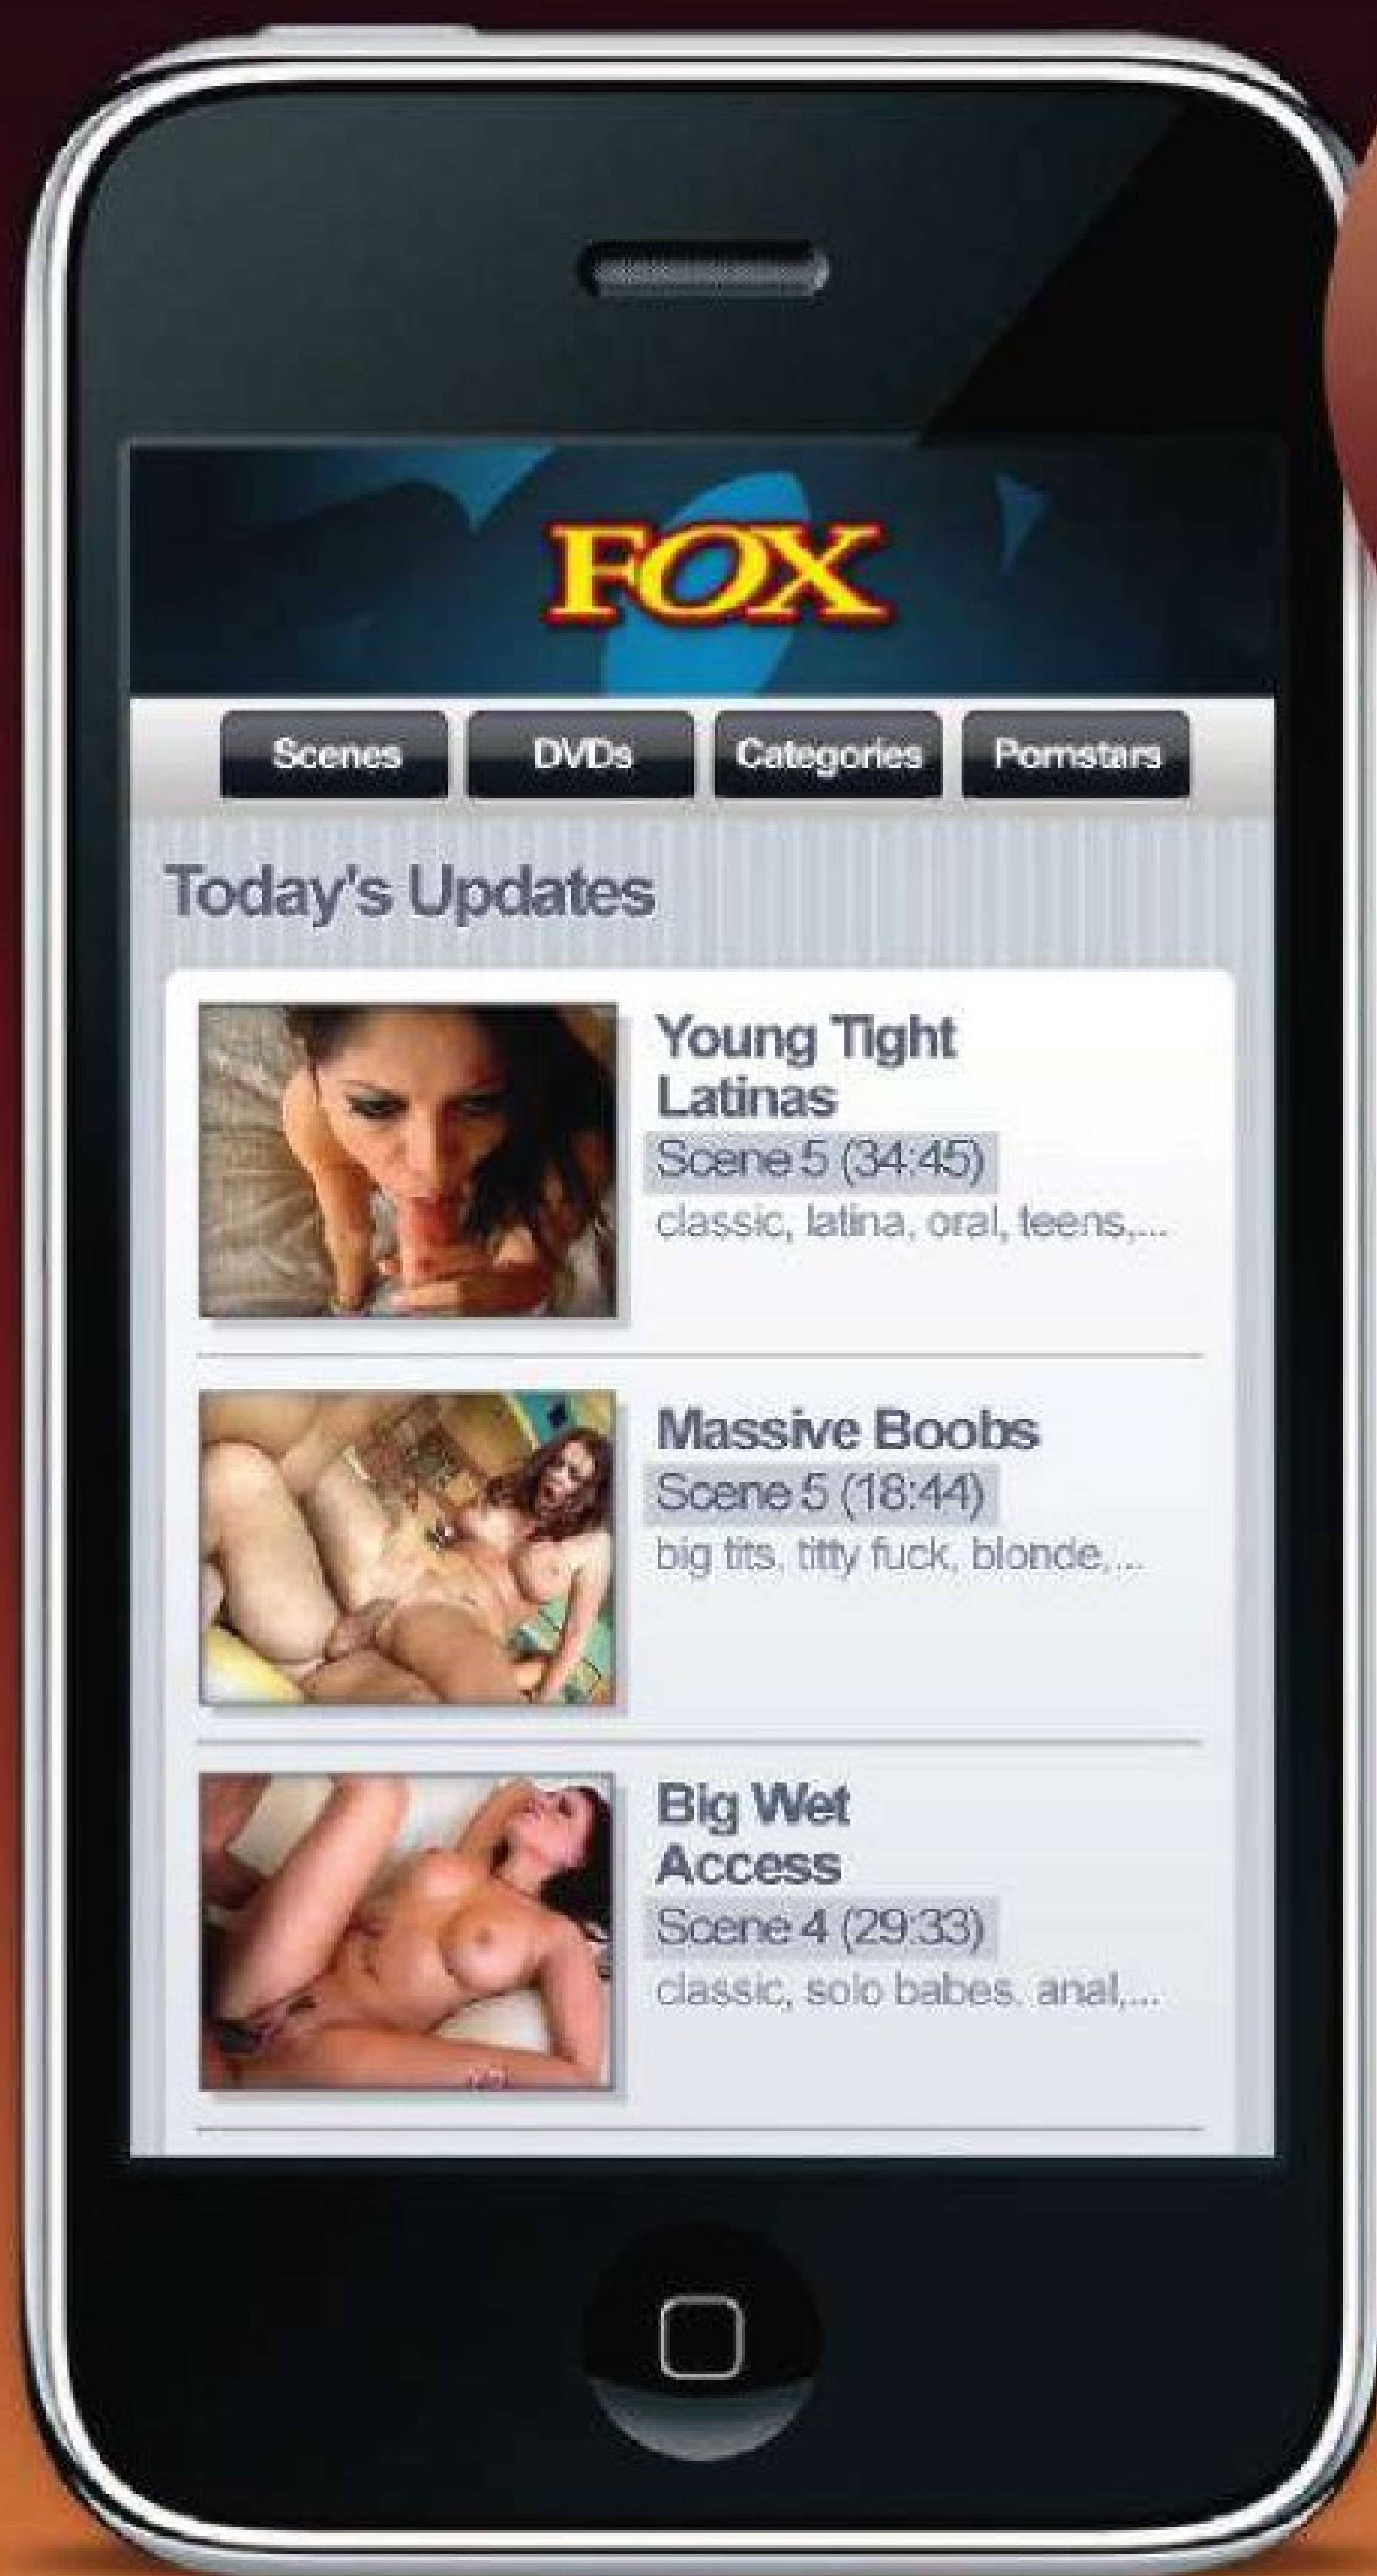 FOX
Scenes DVDs Categories Pornstars
Today's Updates
Young Tight
Latinas
Scene 5 (34:45)
classic, latina, oral, teens,...
Massive Boobs
Scene 5 (18:44)
big tits, titty fuck, blonde,...
Big Wet
Access
Scene 4 (29:33)
classic, solo babes, anal,...